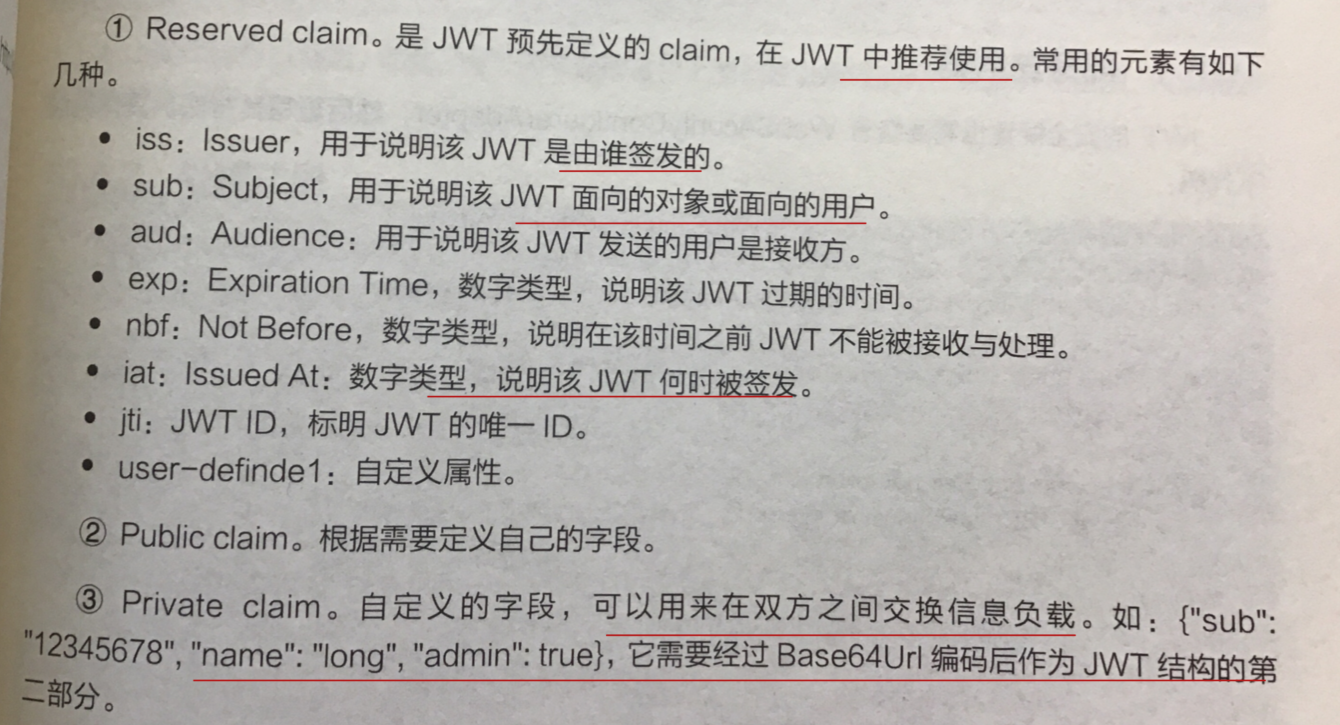 ① Reserved claim。是 JWT 预先定义的 claim，在 JWT 中推荐使用。常用的元素有如下
几种。
• iss：Issuer，用于说明该 JWT 是由谁签发的。
• sub：Subject，用于说明该 JWT 面向的对象或面向的用户。
• aud：Audience：用于说明该 JWT 发送的用户是接收方。
• exp：Expiration Time，数字类型，说明该 JWT 过期的时间。
• nbf：Not Before，数字类型，说明在该时间之前 JWT 不能被接收与处理。
• iat：Issued At：数字类型，说明该 JWT 何时被签发。
• jti：JWT ID，标明 JWT 的唯一 ID。
• user-definde1：自定义属性。
② Public claim。根据需要定义自己的字段。
③ Private claim。自定义的字段，可以用来在双方之间交换信息负载。如：{"sub":
"12345678", "name": "long", "admin": true}，它需要经过 Base64Url 编码后作为 JWT 结构的第
二部分。